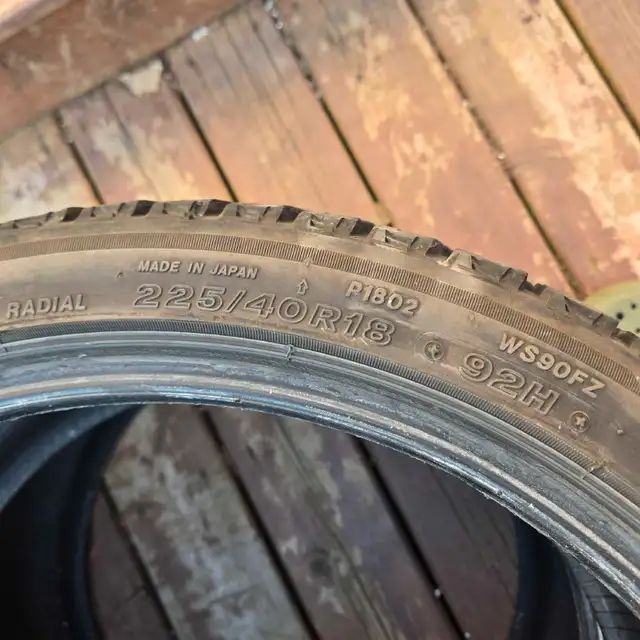 RADIAL
MADE IN JAPAN
225/40R18 92H
P1802
WS90FZ